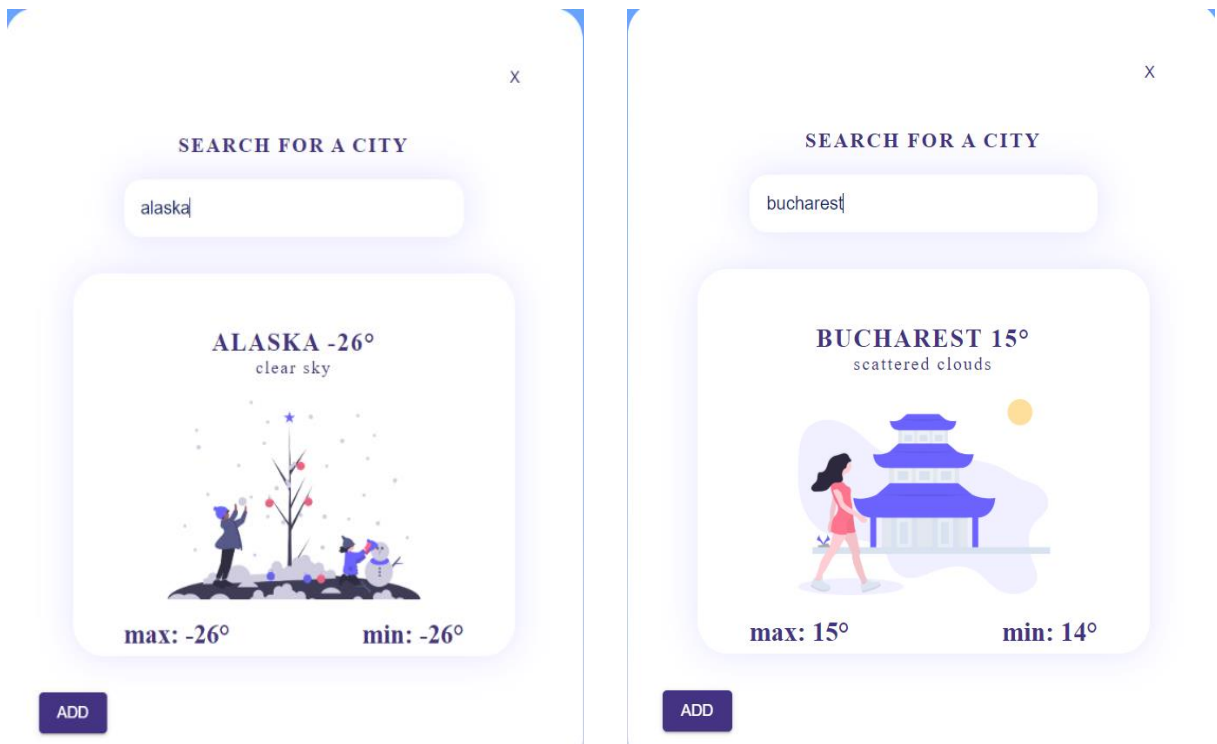 X
SEARCH FOR A CITY
alaska
ALASKA -26°
clear sky
max: -26° min: -26°
ADD
X
SEARCH FOR A CITY
bucharest
BUCHAREST 15°
scattered clouds
max: 15° min: 14°
ADD